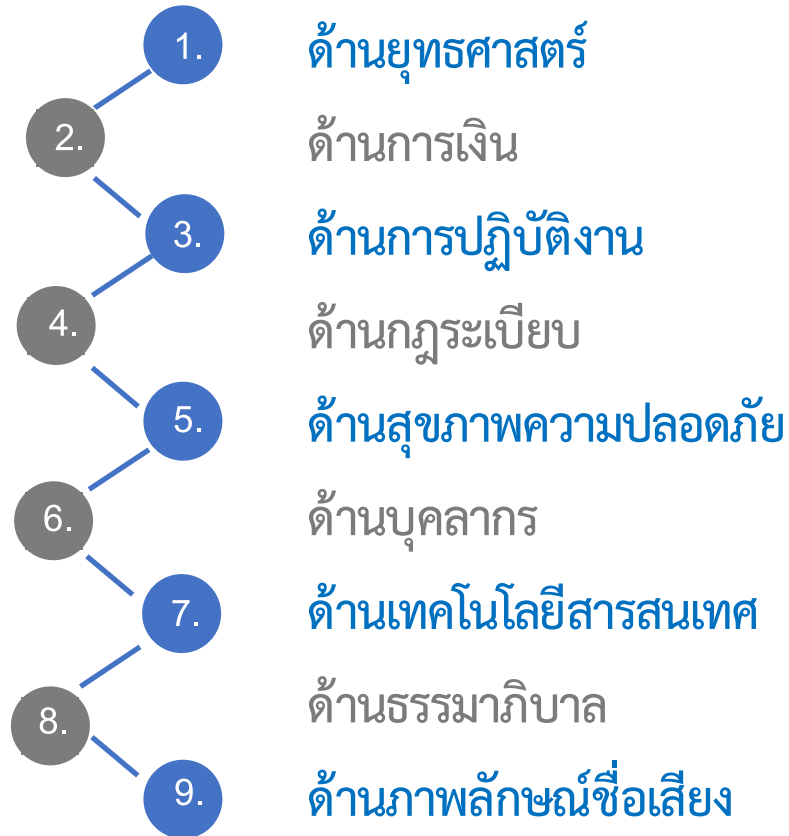 1. ด้านยุทธศาสตร์
2. ด้านการเงิน
3. ด้านการปฏิบัติงาน
4. ด้านกฎระเบียบ
5. ด้านสุขภาพความปลอดภัย
6. ด้านบุคลากร
7. ด้านเทคโนโลยีสารสนเทศ
8. ด้านธรรมาภิบาล
9. ด้านภาพลักษณ์ชื่อเสียง